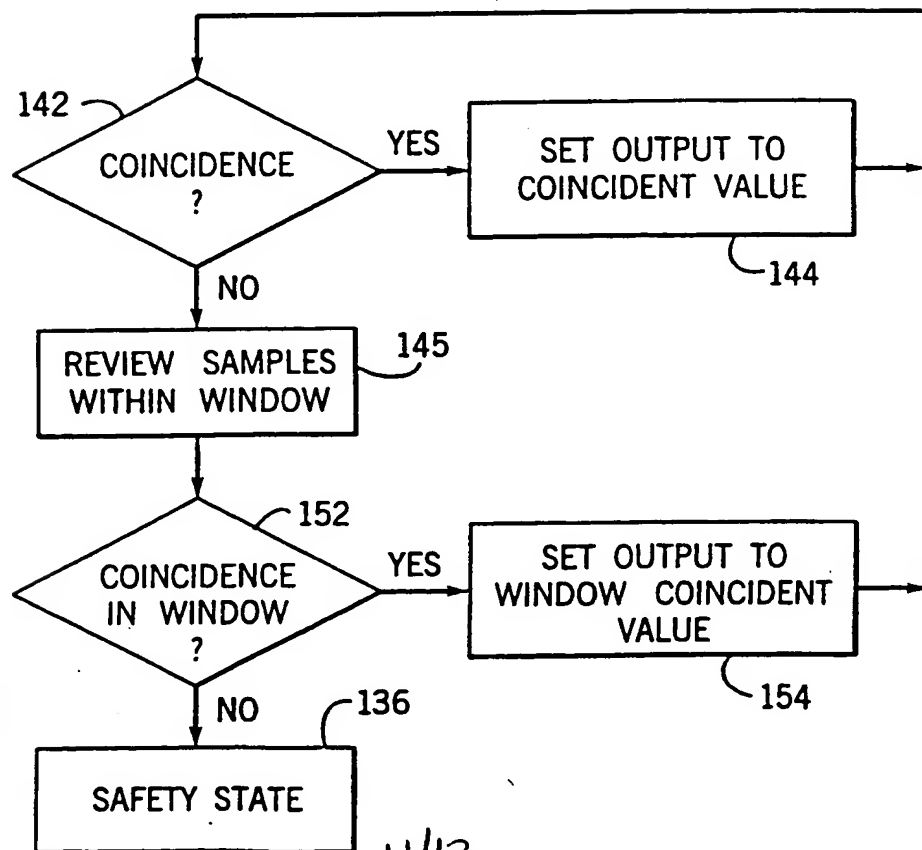 142
COINCIDENCE
?
YES
SET OUTPUT TO
COINCIDENT VALUE
144
NO
REVIEW SAMPLES
WITHIN WINDOW
145
152
COINCIDENCE
IN WINDOW
?
YES
SET OUTPUT TO
WINDOW COINCIDENT
VALUE
154
NO
136
SAFETY STATE